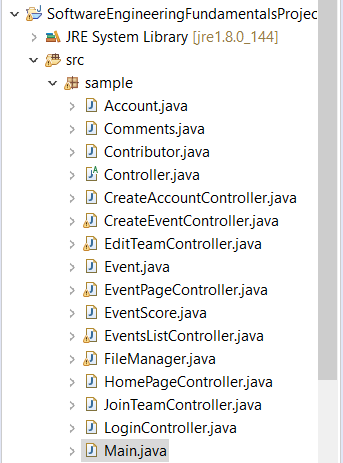 SoftwareEngineeringFundamentalsProjec
JRE System Library [jre1.8.0_144]
src
sample
Account.java
Comments.java
Contributor.java
Controller.java
CreateAccountController.java
CreateEventController.java
EditTeamController.java
Event.java
EventPageController.java
EventScore.java
EventsListController.java
FileManager.java
HomePageController.java
JoinTeamController.java
LoginController.java
Main.java